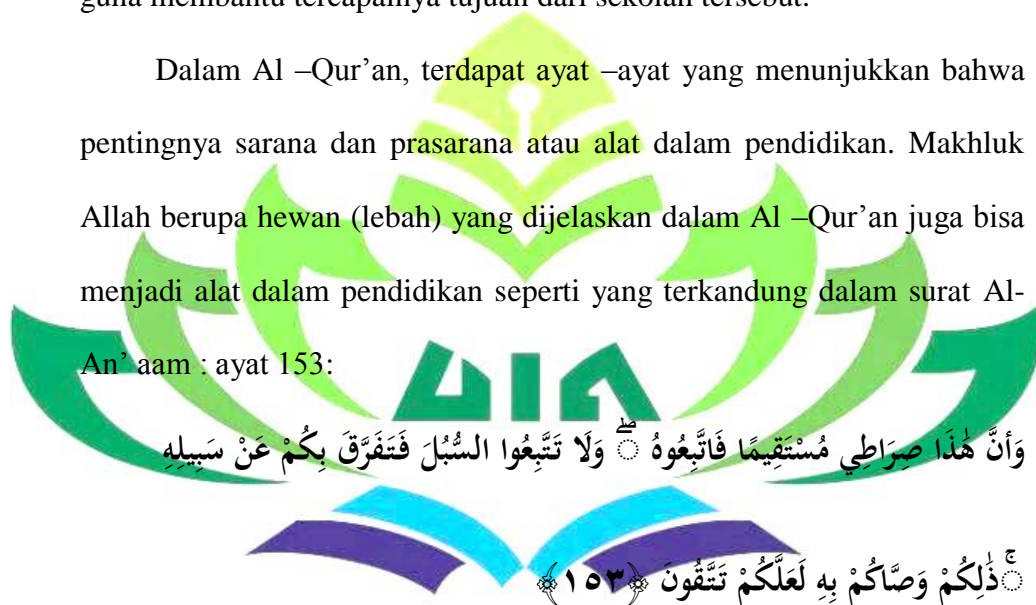 guna membantu tercapainya tujuan dari sekolah tersebut.
Dalam Al –Qur'an, terdapat ayat –ayat yang menunjukkan bahwa
pentingnya sarana dan prasarana atau alat dalam pendidikan. Makhluk
Allah berupa hewan (lebah) yang dijelaskan dalam Al –Qur'an juga bisa
menjadi alat dalam pendidikan seperti yang terkandung dalam surat Al-
An' aam : ayat 153:
وَأَنَّ هَٰذَا صِرَاطِي مُسْتَقِيمًا فَاتَّبِعُوهُ ۖ وَلَا تَتَّبِعُوا السُّبُلَ فَتَفَرَّقَ بِكُمْ عَنْ سَبِيلِهِ
ۚ ذَٰلِكُمْ وَصَّاكُمْ بِهِ لَعَلَّكُمْ تَتَّقُونَ ﴿١٥٣﴾